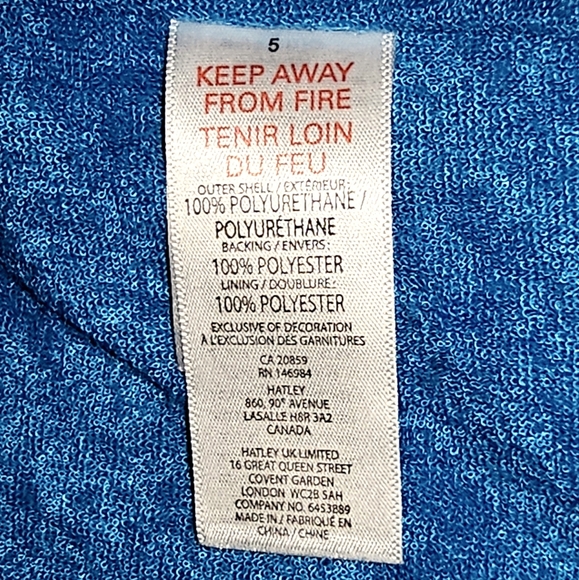 5
KEEP AWAY
FROM FIRE
TENIR LOIN
DU FEU
OUTER SHELL / EXTÉRIEUR:
100% POLYURETHANE /
POLYURÉTHANE
BACKING / ENVERS:
100% POLYESTER
LINING / DOUBLURE:
100% POLYESTER
EXCLUSIVE OF DECORATION
À L'EXCLUSION DES GARNITURES
CA 20859
RN 146984
HATLEY
860, 90E AVENUE
LASALLE H8R 3A2
CANADA
HATLEY UK LIMITED
16 GREAT QUEEN STREET
COVENT GARDEN
LONDON WC2B 5AH
COMPANY NO. 6453889
MADE IN / FABRIQUÉ EN
CHINA / CHINE